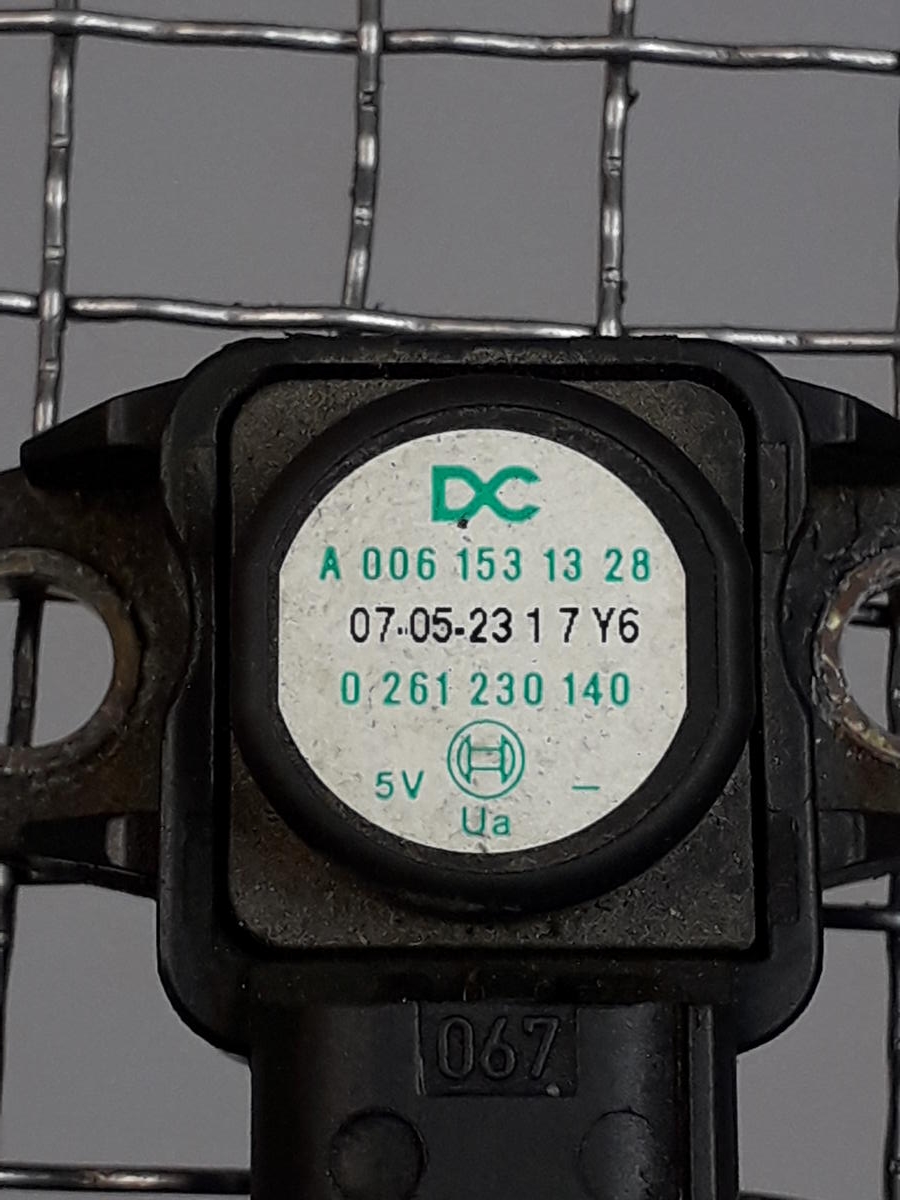 DC
A 006 153 13 28
07-05-23 1 7 Y6
0 261 230 140
5V
–
Ua
067